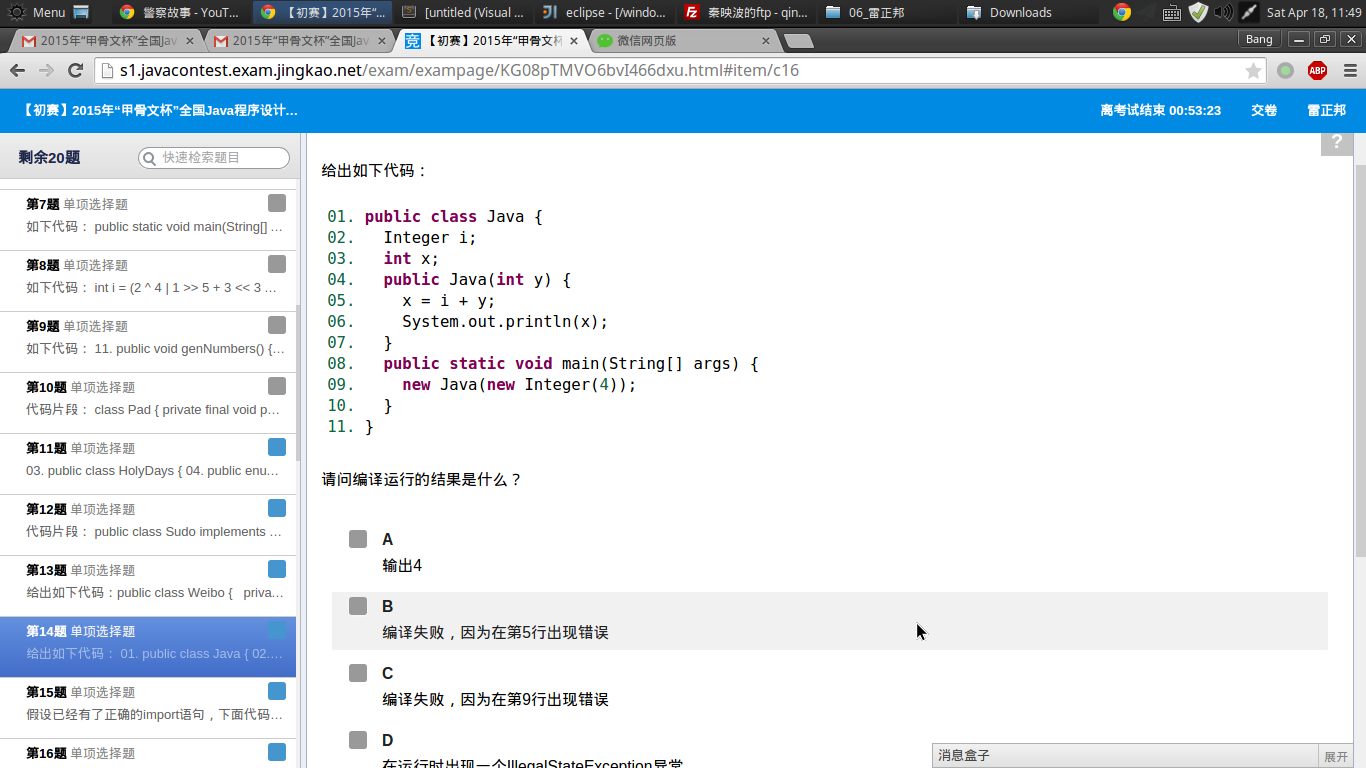 Menu
警察故事 - YouT...
【初赛】2015年“...
[untitled (Visual ...
eclipse - [/windo...
秦映波的ftp - qin...
06_雷正邦
Downloads
Sat Apr 18, 11:49
2015年“甲骨文杯”全国Jav
2015年“甲骨文杯”全国Jav
【初赛】2015年“甲骨文杯
微信网页版
Bang
s1.javacontest.exam.jingkao.net/exam/exampage/KG08pTMVO6bvI466dxu.html#item/c16
ABP
【初赛】2015年“甲骨文杯”全国Java程序设计...
离考试结束 00:53:23
交卷
雷正邦
剩余20题
快速检索题目
第7题 单项选择题
如下代码： public static void main(String[] ...
第8题 单项选择题
如下代码： int i = (2 ^ 4 | 1 >> 5 + 3 << 3 ...
第9题 单项选择题
如下代码： 11. public void genNumbers() {...
第10题 单项选择题
代码片段： class Pad { private final void p...
第11题 单项选择题
03. public class HolyDays { 04. public enu...
第12题 单项选择题
代码片段： public class Sudo implements ...
第13题 单项选择题
给出如下代码：public class Weibo { priva...
第14题 单项选择题
给出如下代码： 01. public class Java { 02....
第15题 单项选择题
假设已经有了正确的import语句，下面代码...
第16题 单项选择题
?
给出如下代码：
01. public class Java {
02. Integer i;
03. int x;
04. public Java(int y) {
05. x = i + y;
06. System.out.println(x);
07. }
08. public static void main(String[] args) {
09. new Java(new Integer(4));
10. }
11. }
请问编译运行的结果是什么？
A
输出4
B
编译失败，因为在第5行出现错误
C
编译失败，因为在第9行出现错误
D
在运行时出现一个IllegalStateException异常
消息盒子
展开